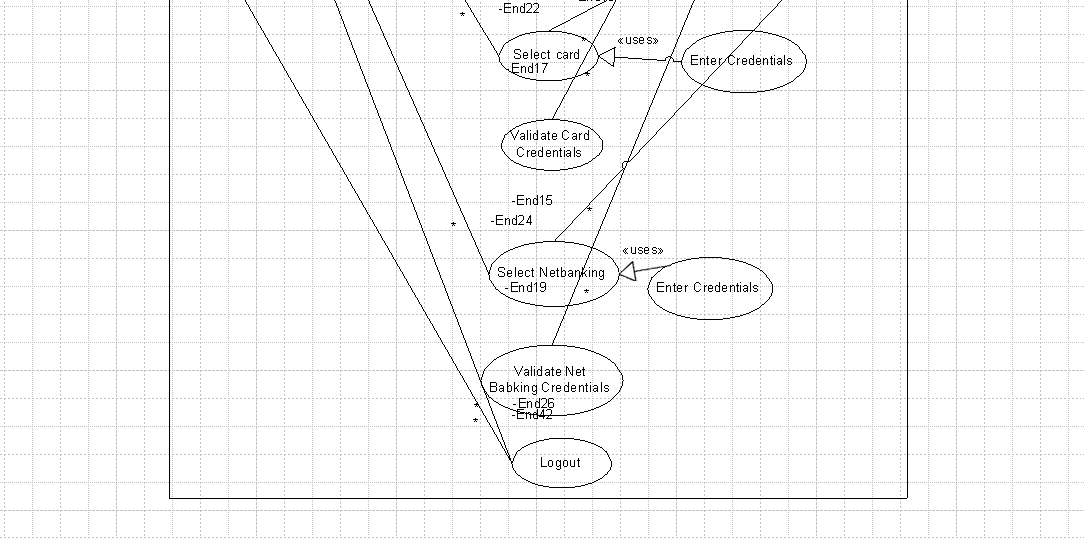 -End22
*
*
«uses»
Select card
-End17
*
Enter Credentials
Validate Card
Credentials
-End15
*
-End24
*
«uses»
Select Netbanking
-End19
*
Enter Credentials
Validate Net
Babking Credentials
-End26
*
-End42
*
Logout